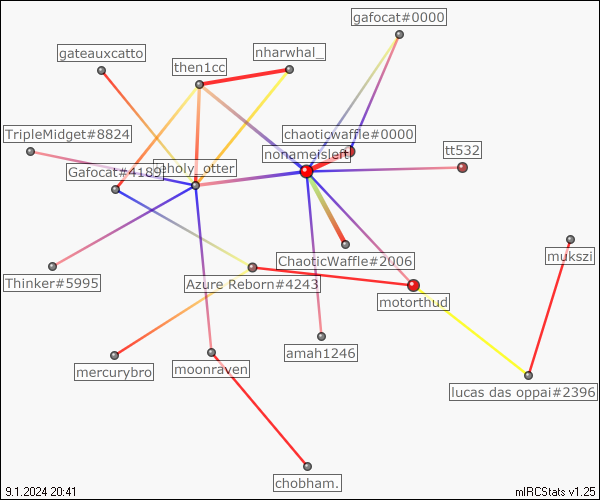 gafocat#0000
gateauxcatto
nharwhal_
then1cc
TripleMidget#8824
chaoticwaffle#0000
nonameisleft
tt532
Gafocat#4189
eholy_otter
ChaoticWaffle#2006
mukszi
Thinker#5995
Azure Reborn#4243
motorthud
amah1246
mercurybro
moonraven
lucas das oppai#2396
chobham.
9.1.2024 20:41
mIRCStats v1.25